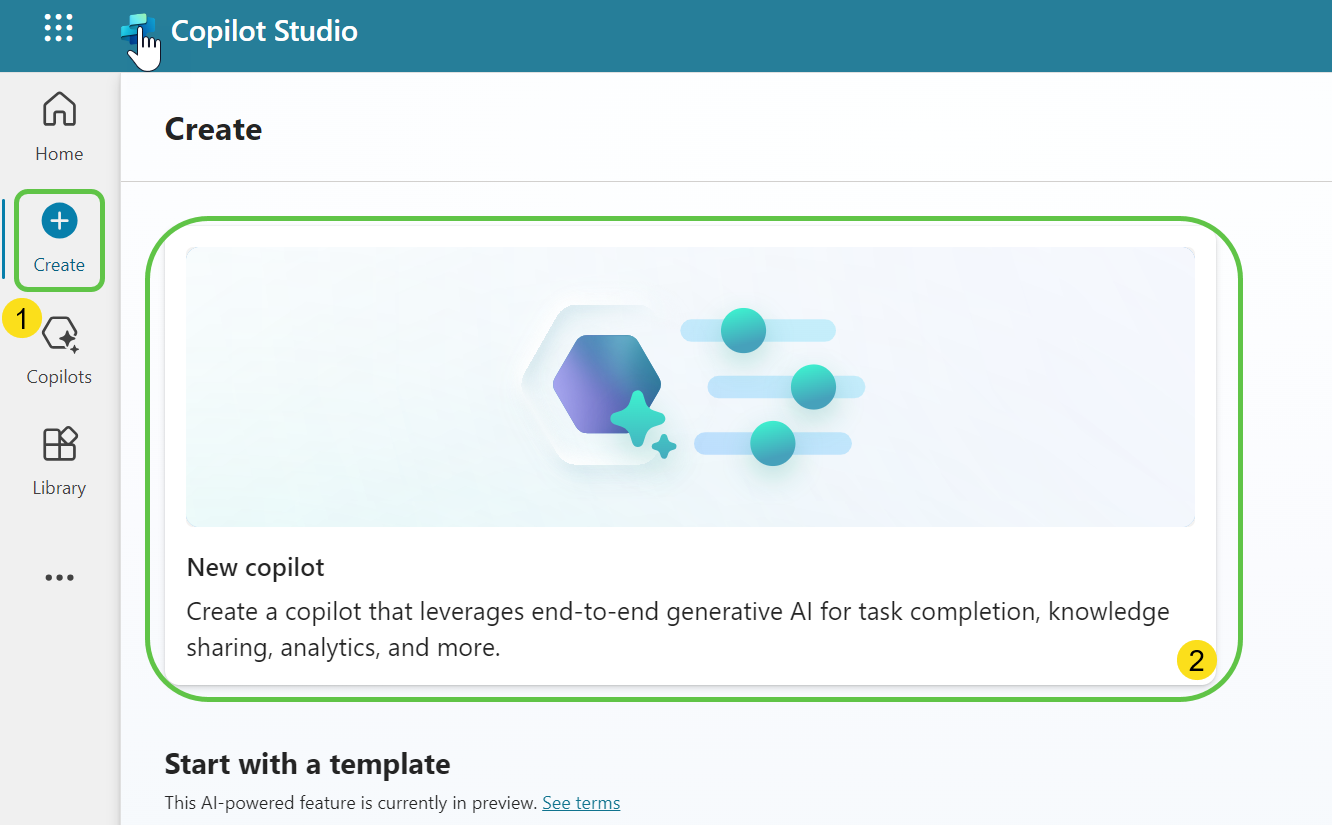 Copilot Studio
Home
Create
1
Copilots
Library
Create
New copilot
Create a copilot that leverages end-to-end generative AI for task completion, knowledge
sharing, analytics, and more.
2
Start with a template
This AI-powered feature is currently in preview. See terms